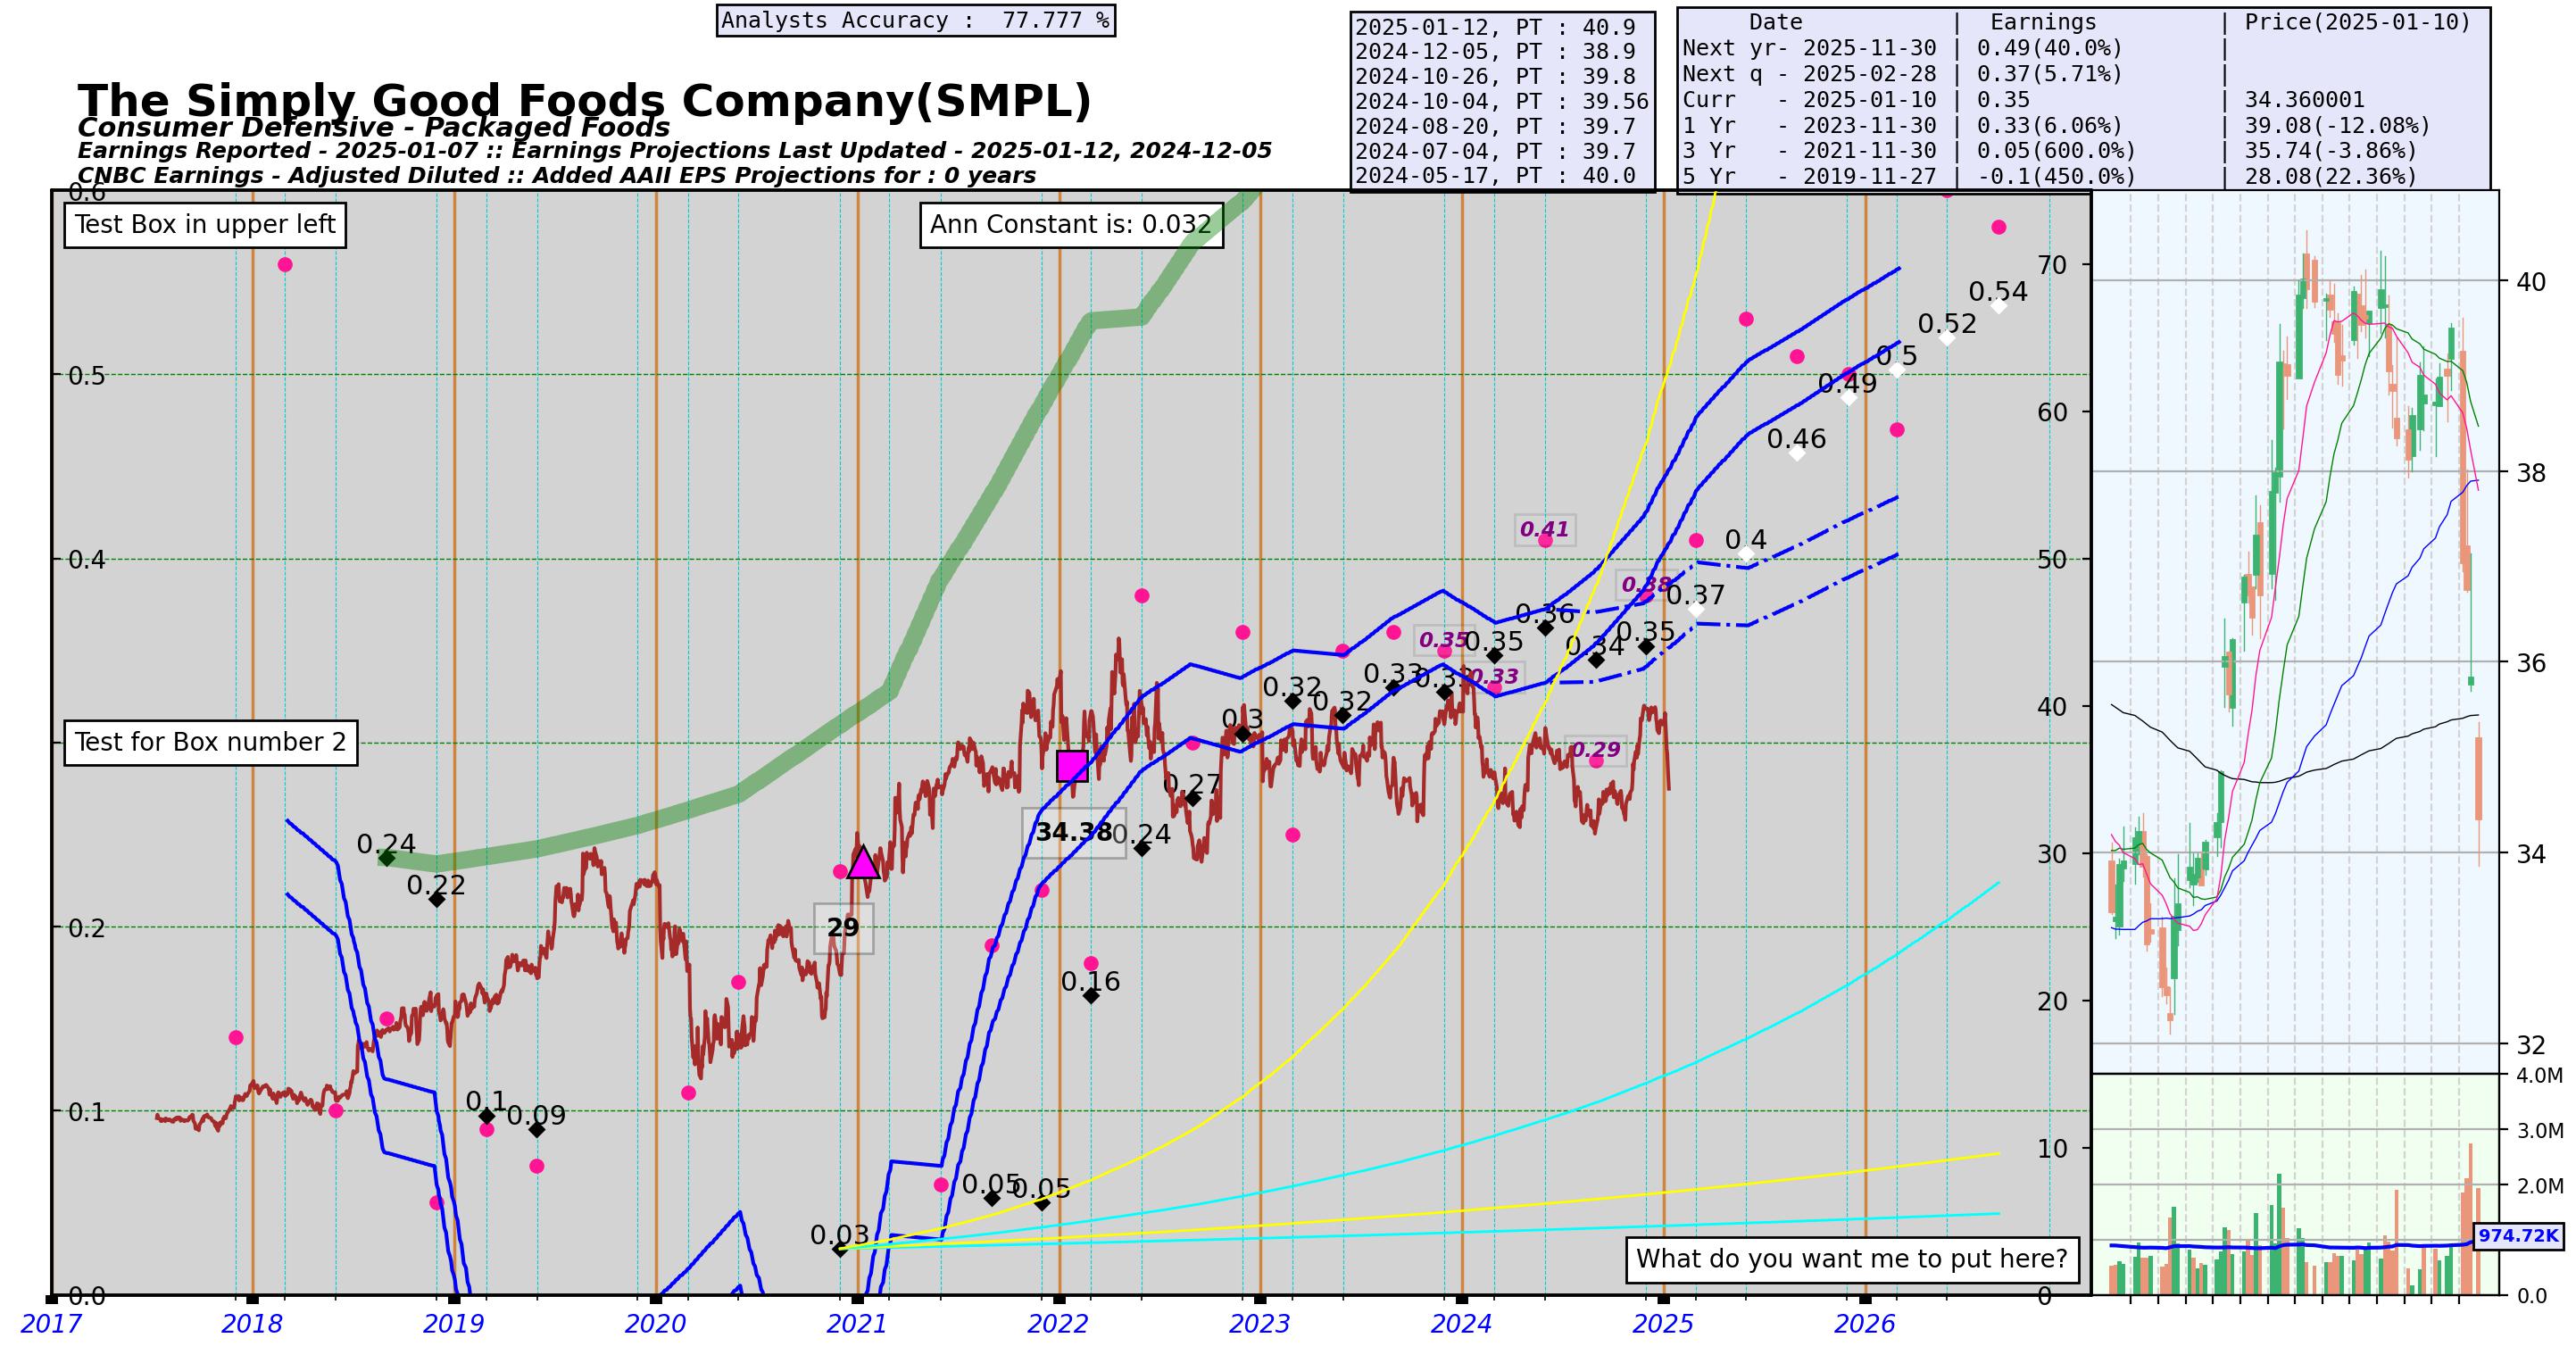 Analysts Accuracy :  77.777 %
The Simply Good Foods Company(SMPL)
Consumer Defensive - Packaged Foods
Earnings Reported - 2025-01-07 :: Earnings Projections Last Updated - 2025-01-12, 2024-12-05
CNBC Earnings - Adjusted Diluted :: Added AAII EPS Projections for : 0 years
2025-01-12, PT : 40.9
2024-12-05, PT : 38.9
2024-10-26, PT : 39.8
2024-10-04, PT : 39.56
2024-08-20, PT : 39.7
2024-07-04, PT : 39.7
2024-05-17, PT : 40.0
Date | Earnings | Price(2025-01-10)
Next yr- 2025-11-30 | 0.49(40.0%) |
Next q - 2025-02-28 | 0.37(5.71%) |
Curr   - 2025-01-10 | 0.35 | 34.360001
1 Yr   - 2023-11-30 | 0.33(6.06%) | 39.08(-12.08%)
3 Yr   - 2021-11-30 | 0.05(600.0%) | 35.74(-3.86%)
5 Yr   - 2019-11-27 | -0.1(450.0%) | 28.08(22.36%)
Test Box in upper left
Ann Constant is: 0.032
Test for Box number 2
What do you want me to put here?
0.6
0.5
0.4
0.2
0.1
0.0
0.24
0.22
0.1
0.09
0.03
0.05
0.05
0.16
0.24
0.27
0.3
0.32
0.32
0.33
0.33
0.35
0.36
0.34
0.35
0.37
0.4
0.46
0.49
0.5
0.52
0.54
0.35
0.33
0.41
0.29
0.38
29
34.38
70
60
50
40
30
20
10
0
40
38
36
34
32
4.0M
3.0M
2.0M
974.72K
0.0
2017 2018 2019 2020 2021 2022 2023 2024 2025 2026